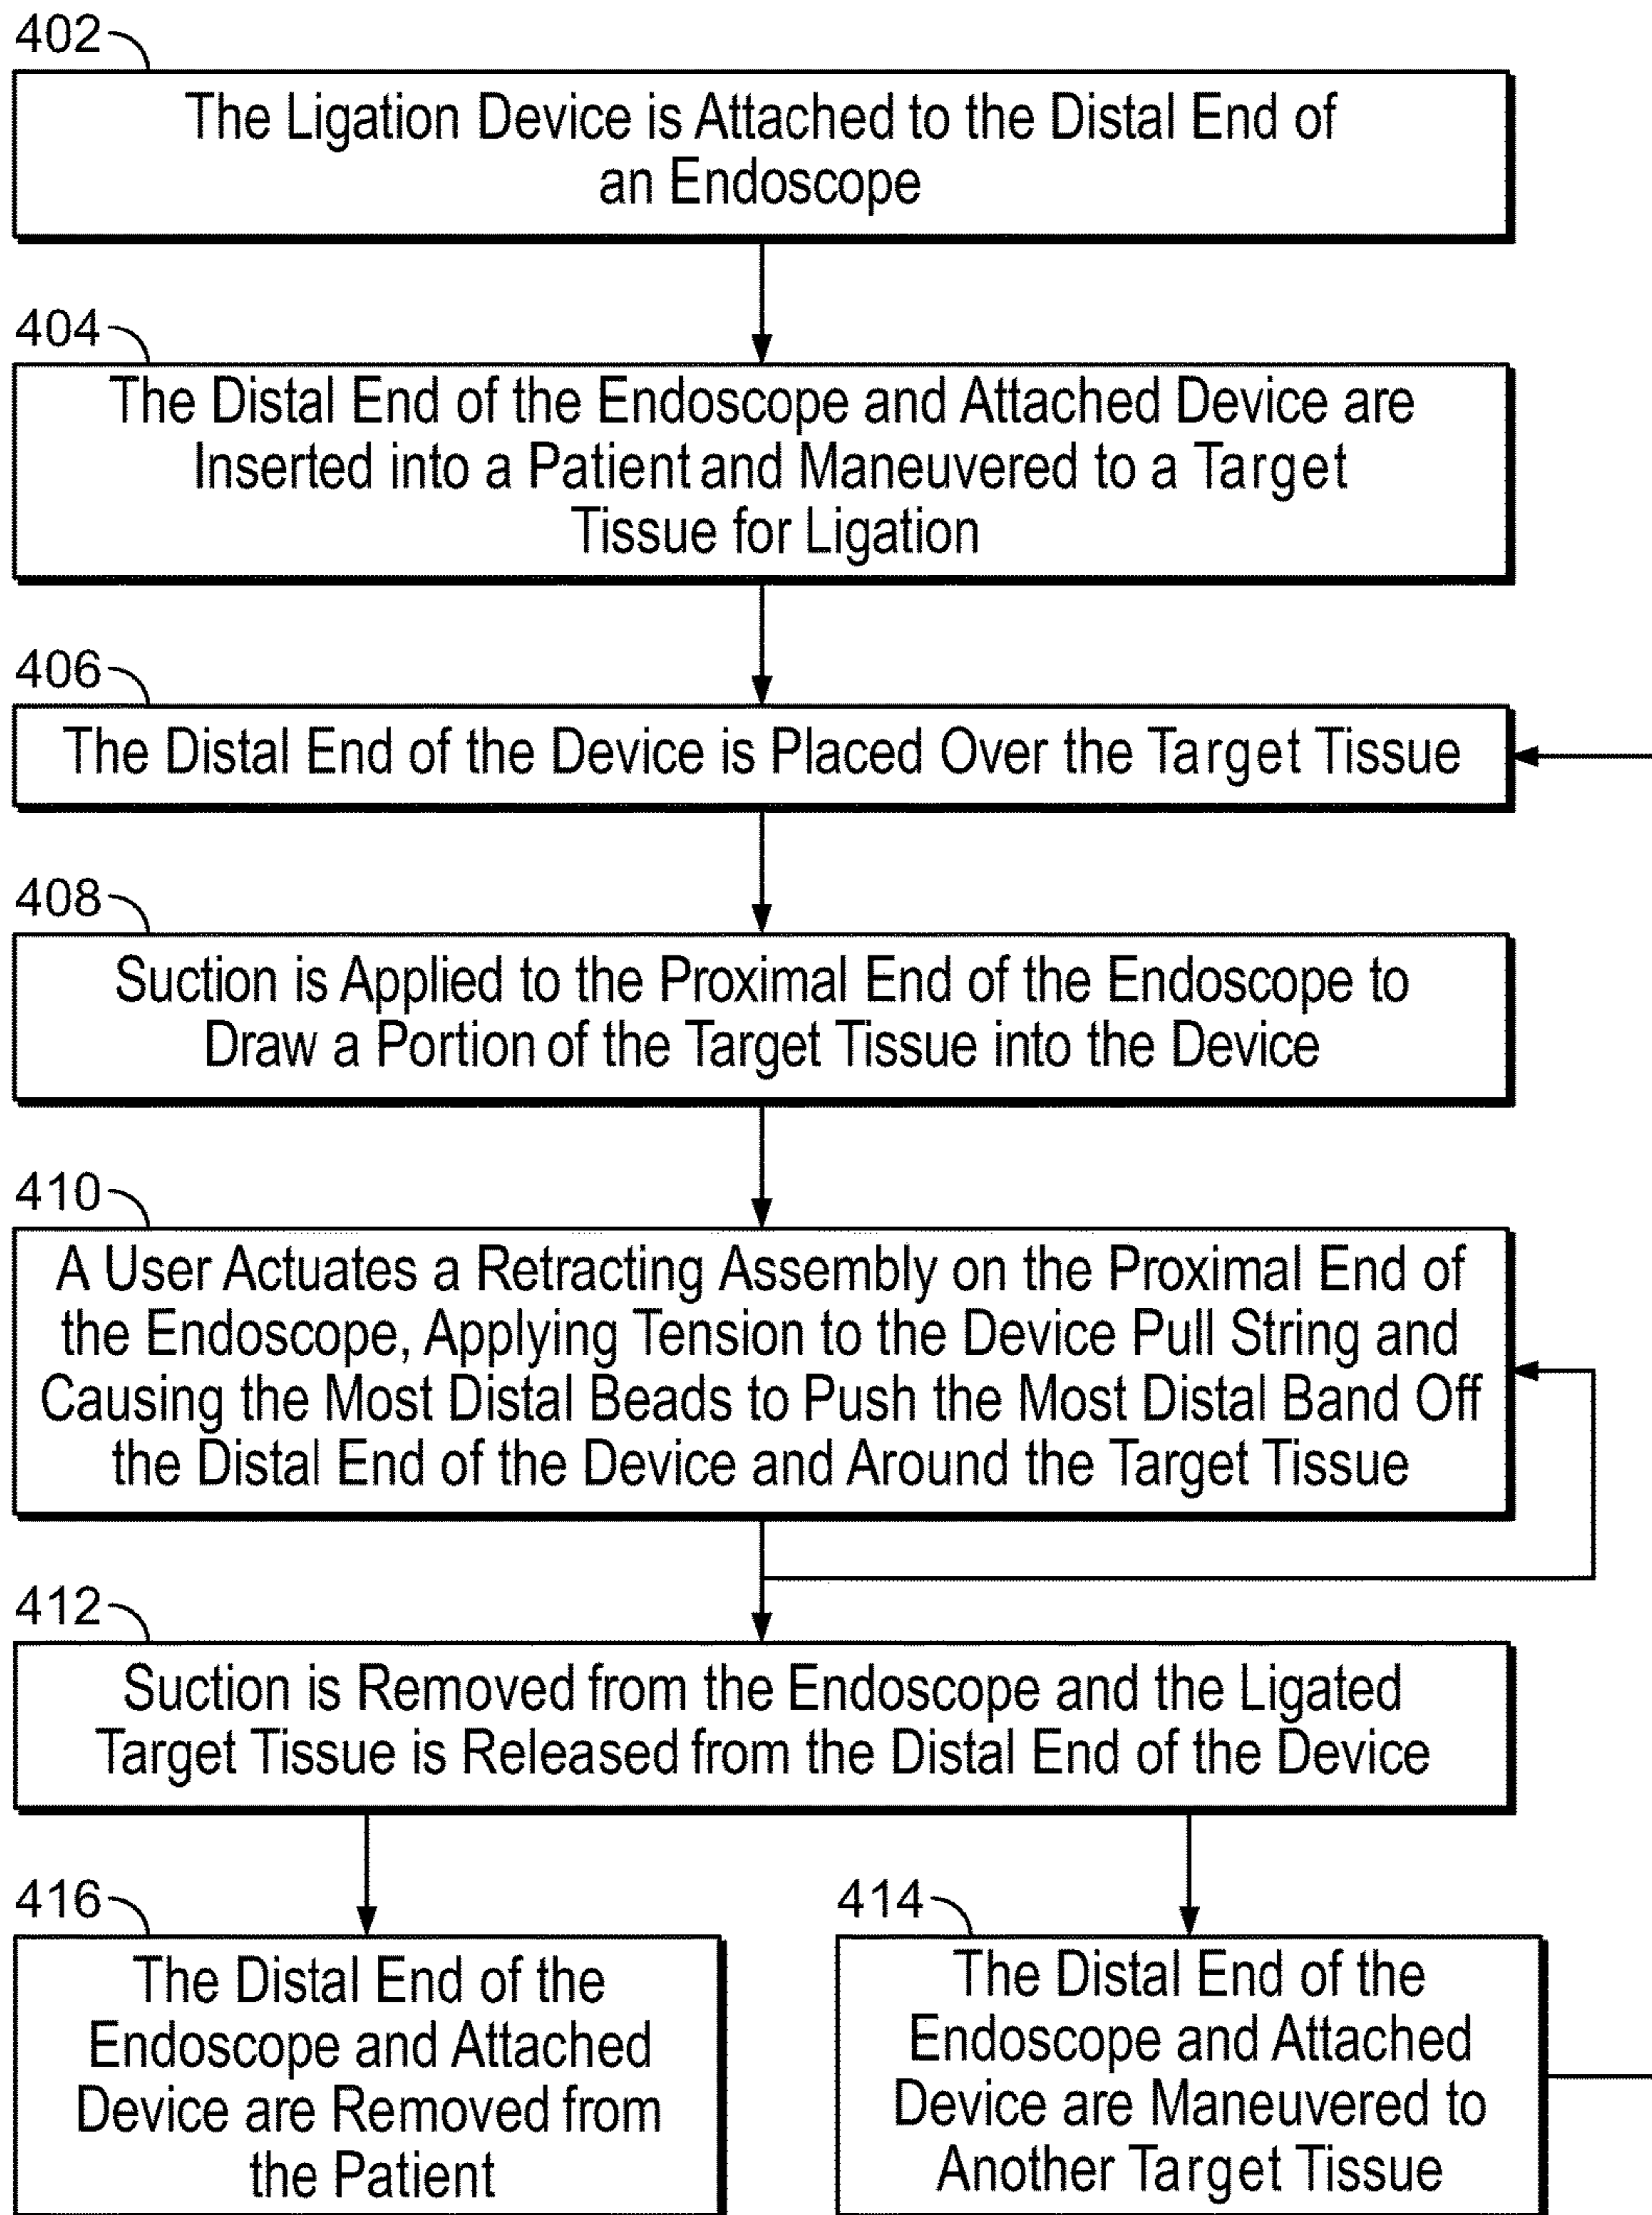 402
The Ligation Device is Attached to the Distal End of
an Endoscope
404
The Distal End of the Endoscope and Attached Device are
Inserted into a Patient and Maneuvered to a Target
Tissue for Ligation
406
The Distal End of the Device is Placed Over the Target Tissue
408
Suction is Applied to the Proximal End of the Endoscope to
Draw a Portion of the Target Tissue into the Device
410
A User Actuates a Retracting Assembly on the Proximal End of
the Endoscope, Applying Tension to the Device Pull String and
Causing the Most Distal Beads to Push the Most Distal Band Off
the Distal End of the Device and Around the Target Tissue
412
Suction is Removed from the Endoscope and the Ligated
Target Tissue is Released from the Distal End of the Device
416
The Distal End of the
Endoscope and Attached
Device are Removed from
the Patient
414
The Distal End of the
Endoscope and Attached
Device are Maneuvered to
Another Target Tissue